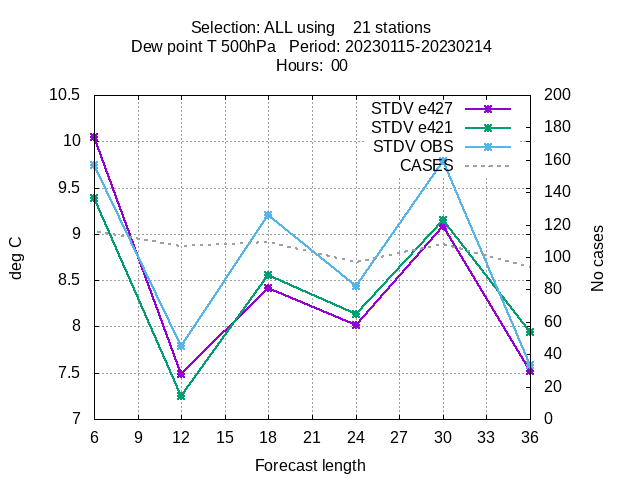 Selection: ALL using    21 stations
Dew point T 500hPa   Period: 20230115-20230214
Hours:  00
10.5
10
9.5
9
8.5
8
7.5
7
deg C
200
180
160
140
120
100
80
60
40
20
0
No cases
STDV e427
STDV e421
STDV OBS
CASES
6 9 12 15 18 21 24 27 30 33 36
Forecast length